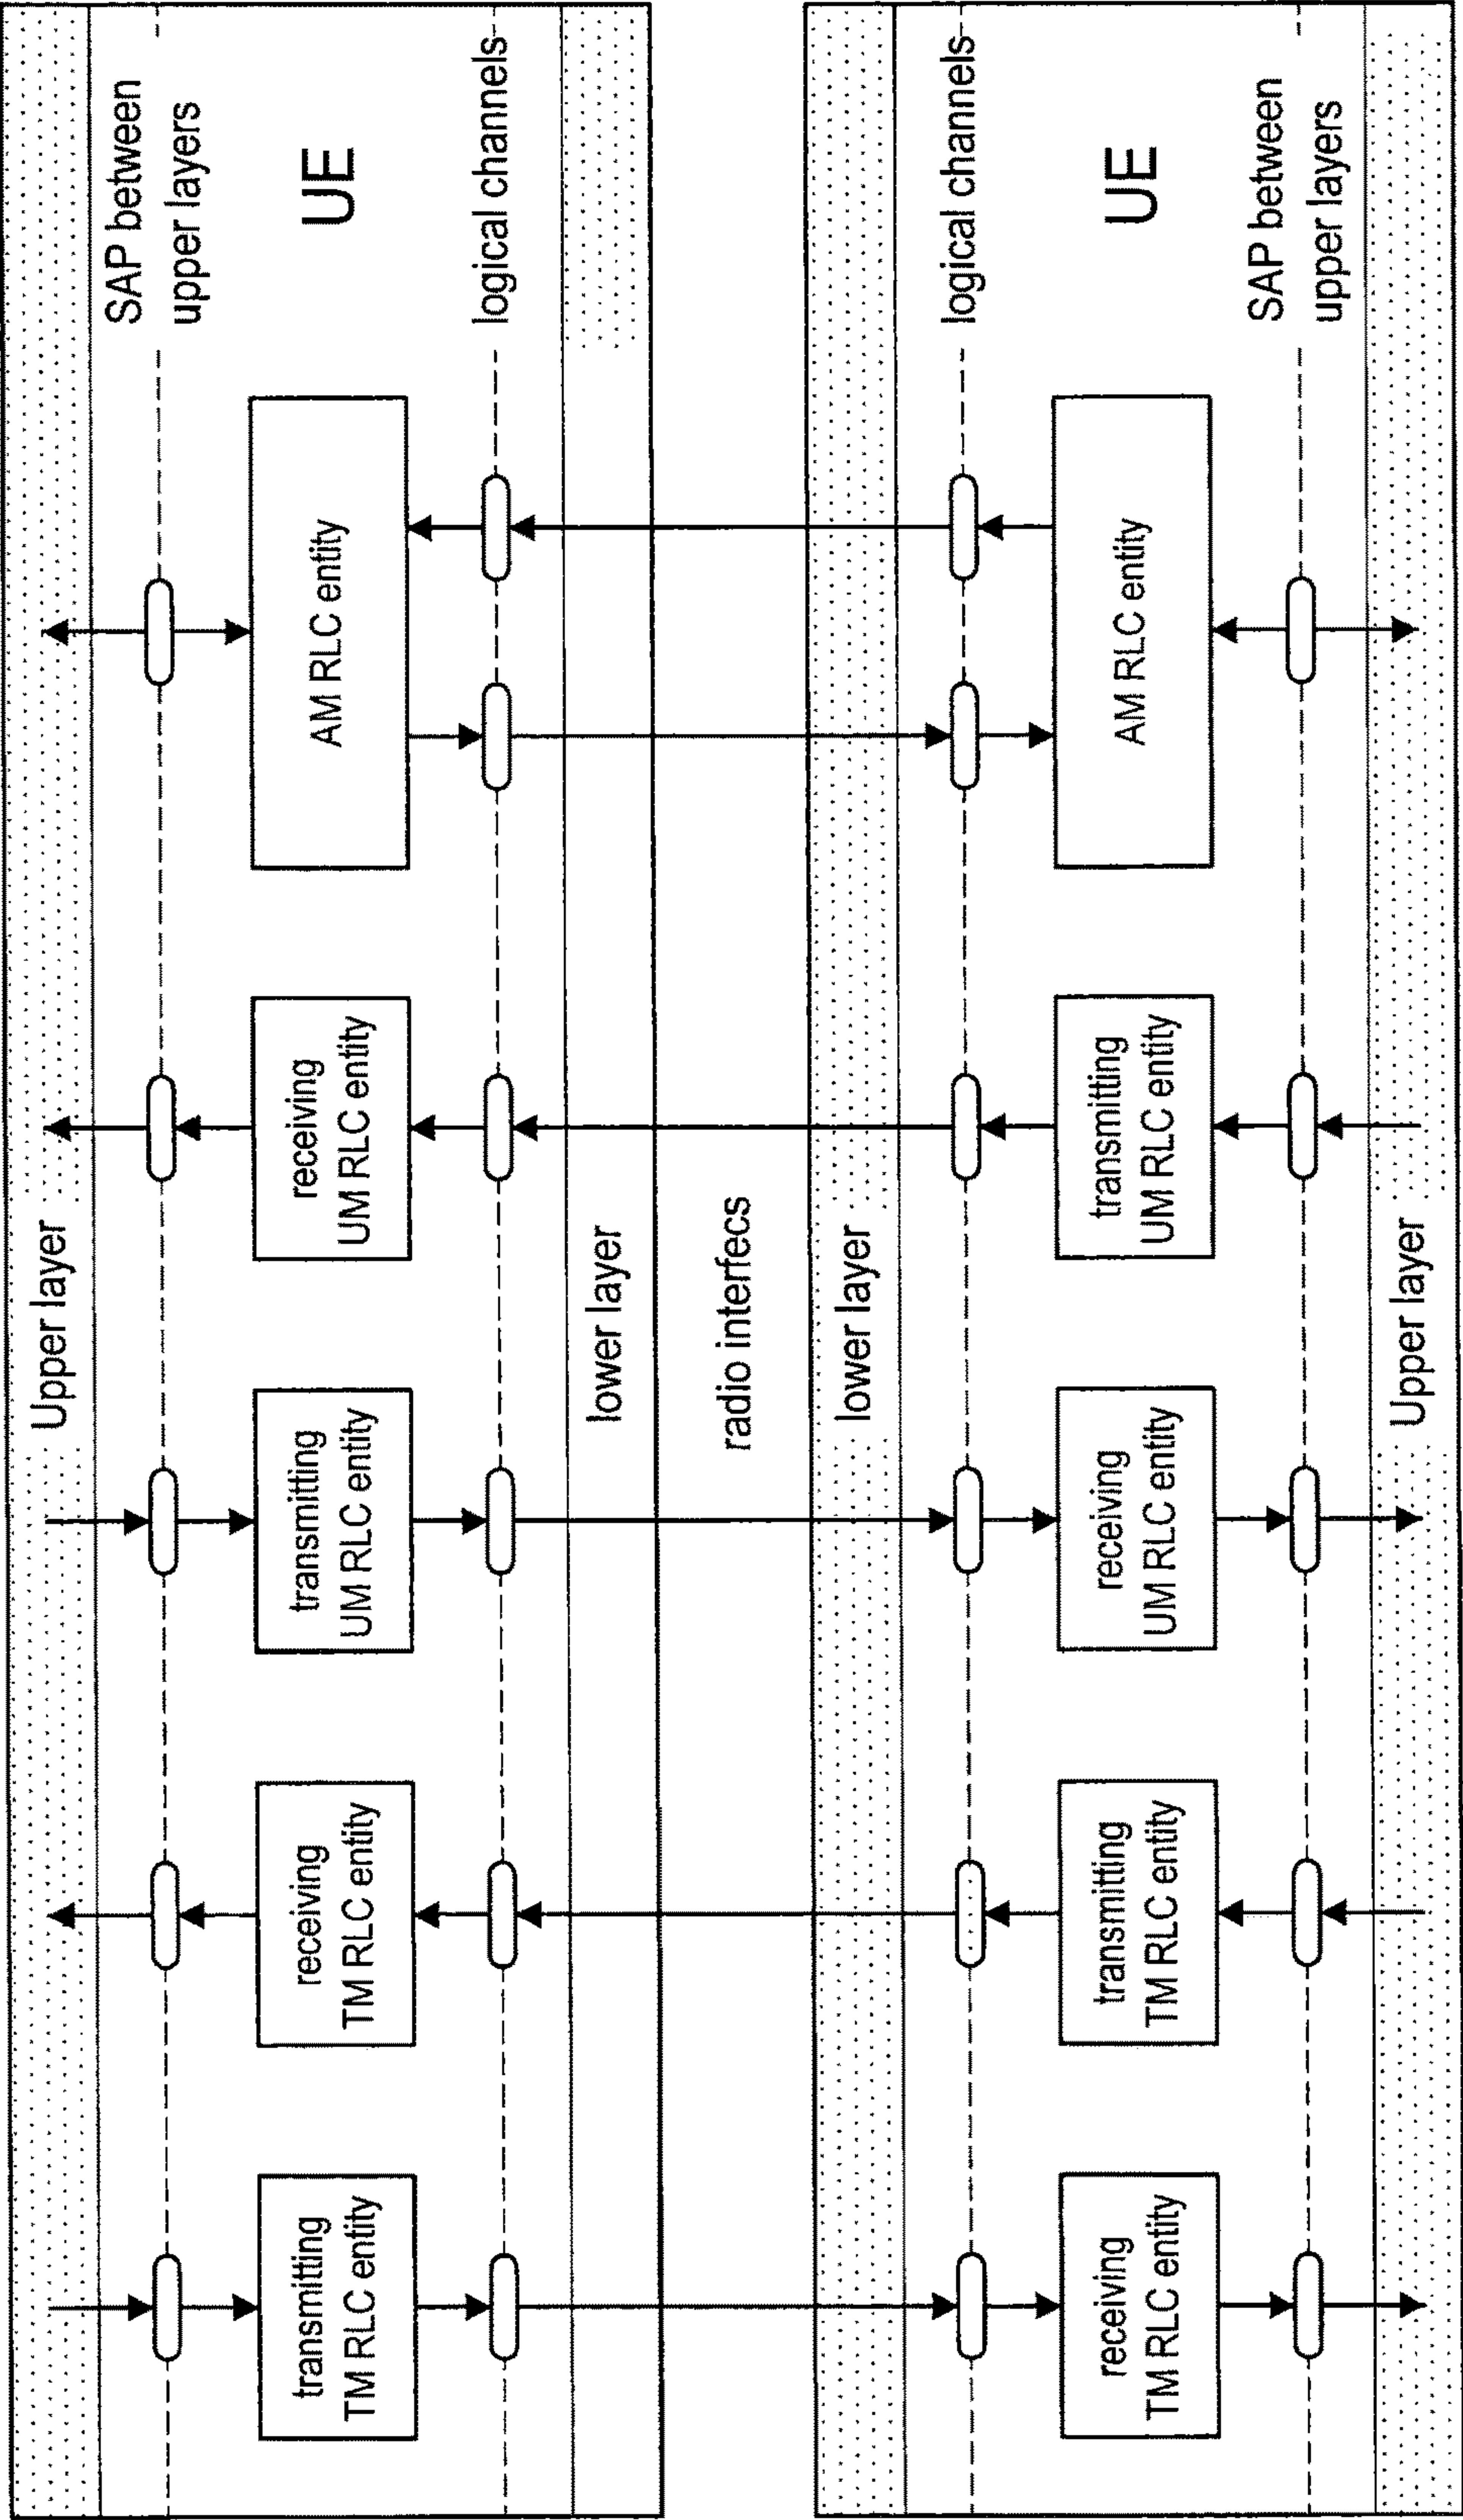 Upper layer
SAP between
upper layers
transmitting
TM RLC entity
receiving
TM RLC entity
transmitting
UM RLC entity
receiving
UM RLC entity
AM RLC entity
UE
logical channels
lower layer
radio interfecs
lower layer
logical channels
receiving
TM RLC entity
transmitting
TM RLC entity
receiving
UM RLC entity
transmitting
UM RLC entity
AM RLC entity
UE
SAP between
upper layers
Upper layer